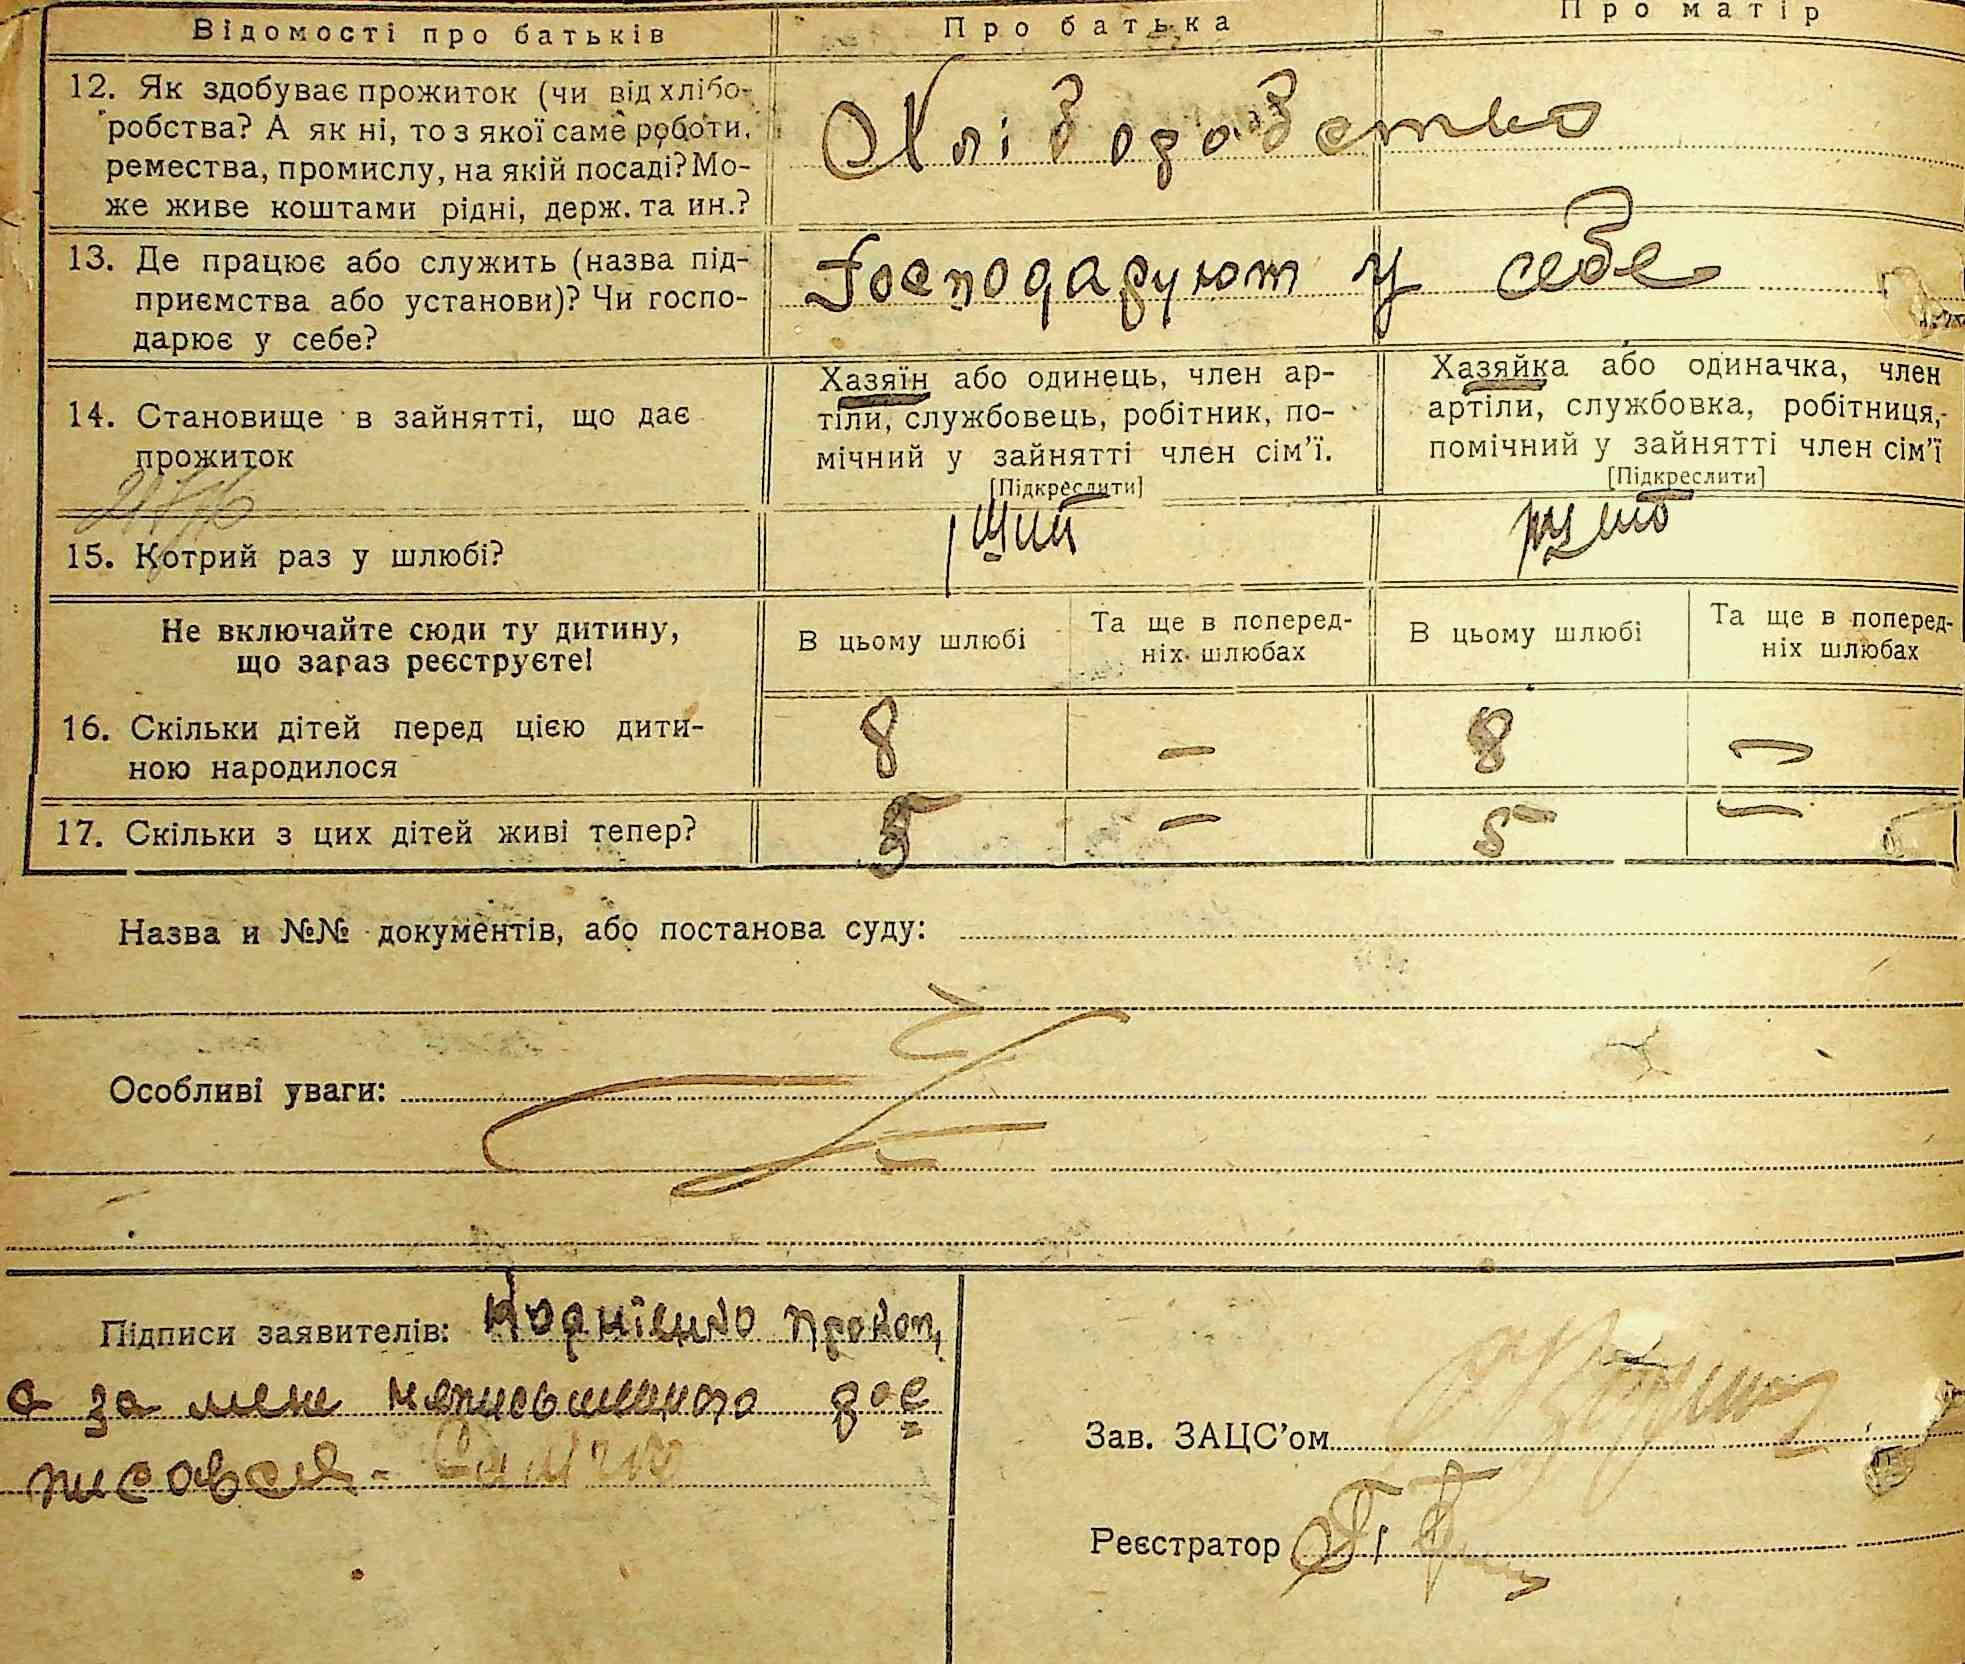 Відомості про батьків
Про батька
Про матір
12. Як здобуває прожиток (чи від хлібо-
робства? А як ні, то з якої саме роботи,
ремества, промислу, на якій посаді? Мо-
же живе коштами рідні, держ. та ин.?
Хліборобство
13. Де працює або служить (назва під-
приємства або установи)? Чи госпо-
дарює у себе?
Господаруют у себе
14. Становище в зайнятті, що дає
прожиток
Хазяїн або одинець, член ар-
тіли, службовець, робітник, по-
мічний у зайнятті член сім'ї.
[Підкреслити]
Хазяйка або одиначка, член
артіли, службовка, робітниця,
помічний у зайнятті член сім'ї
[Підкреслити]
15. Котрий раз у шлюбі?
Не включайте сюди ту дитину,
що зараз реєструєте!
В цьому шлюбі
Та ще в поперед-
ніх шлюбах
В цьому шлюбі
Та ще в поперед-
ніх шлюбах
16. Скільки дітей перед цією дити-
ною народилося
8 — 8 —
17. Скільки з цих дітей живі тепер?
5 — 5 —
Назва и №№ документів, або постанова суду:
Особливі уваги:
Підписи заявителів: Корніенко Прокоп,
а за мене неписьменного рос
писався -
Зав. ЗАЦС'ом
Реєстратор